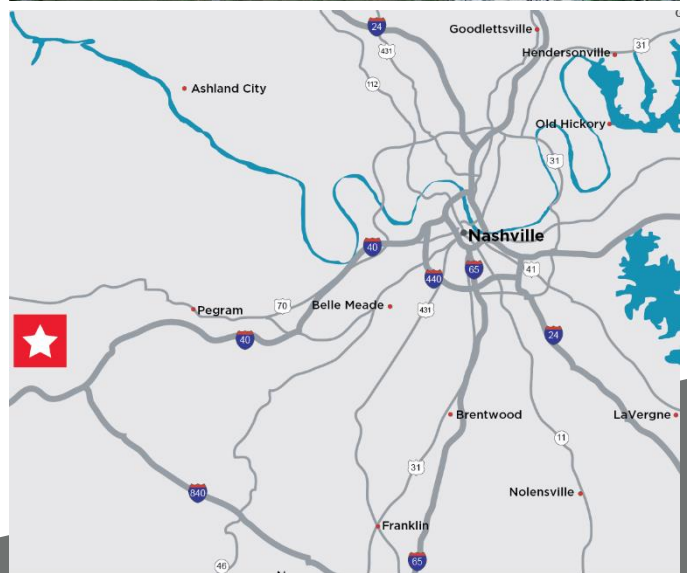 24
Goodlettsville
431
31
Hendersonville
112
Ashland City
Old Hickory
31
Nashville
40
440
65
41
70
Pegram
Belle Meade
431
24
40
Brentwood
LaVergne
11
31
840
Nolensville
Franklin
65
46